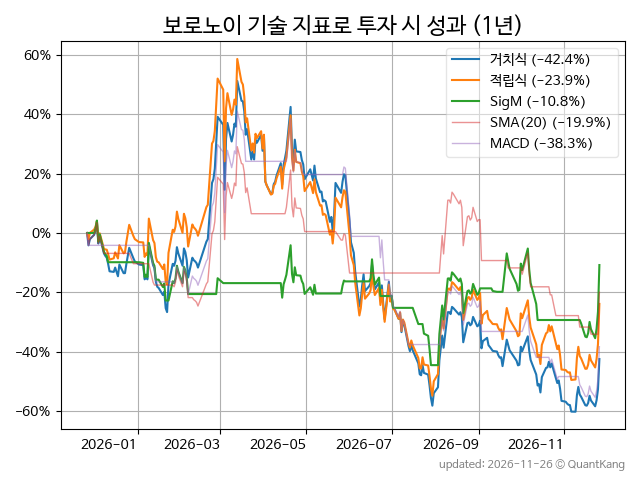 보로노이 기술 지표로 투자 시 성과 (1년)
거치식 (−42.4%)
적립식 (−23.9%)
SigM (−10.8%)
SMA(20) (−19.9%)
MACD (−38.3%)
60%
40%
20%
0%
−20%
−40%
−60%
2026-01 2026-03 2026-05 2026-07 2026-09 2026-11
updated: 2026-11-26 © QuantKang